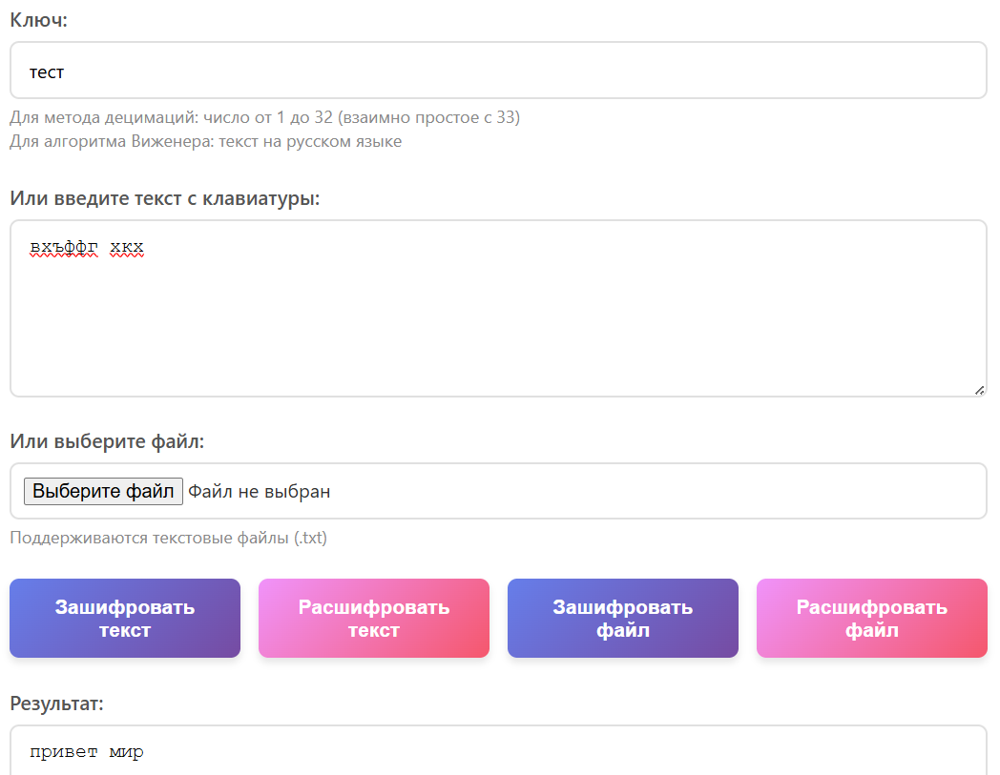 Ключ:
тест
Для метода децимаций: число от 1 до 32 (взаимно простое с 33)
Для алгоритма Виженера: текст на русском языке
Или введите текст с клавиатуры:
вхъффг хкх
Или выберите файл:
Выберите файл Файл не выбран
Поддерживаются текстовые файлы (.txt)
Зашифровать текст
Расшифровать текст
Зашифровать файл
Расшифровать файл
Результат:
привет мир